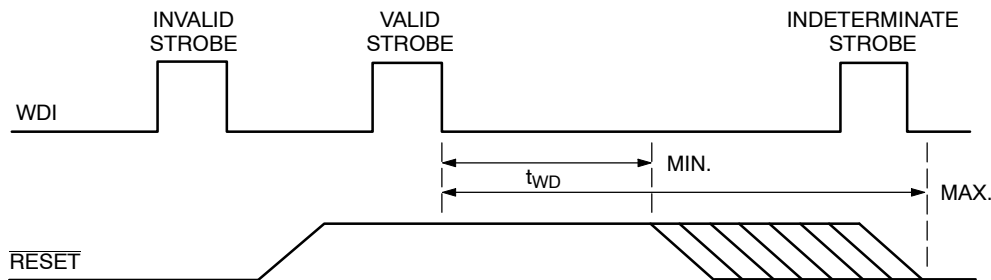 INVALID
STROBE
VALID
STROBE
INDETERMINATE
STROBE
WDI
MIN.
tWD
MAX.
RESET